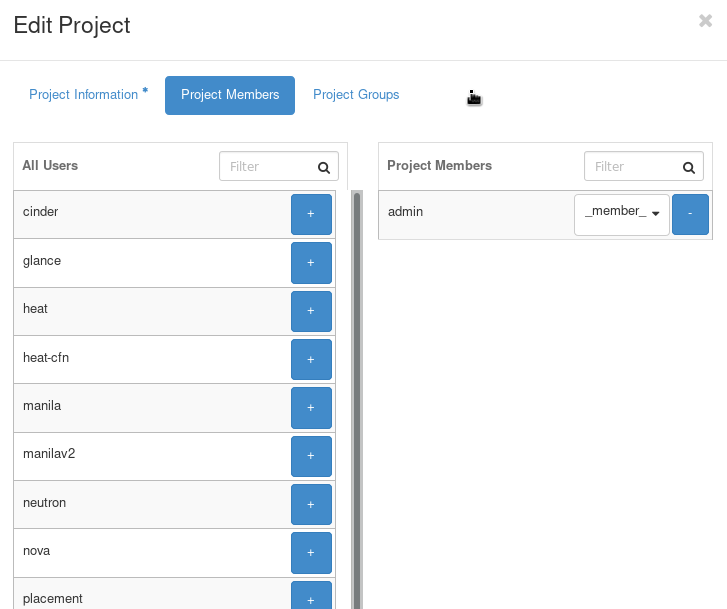 Edit Project
×
Project Information *
Project Members
Project Groups
All Users
Filter
Project Members
Filter
cinder
+
admin
_member_
-
glance
+
heat
+
heat-cfn
+
manila
+
manilav2
+
neutron
+
nova
+
placement
+